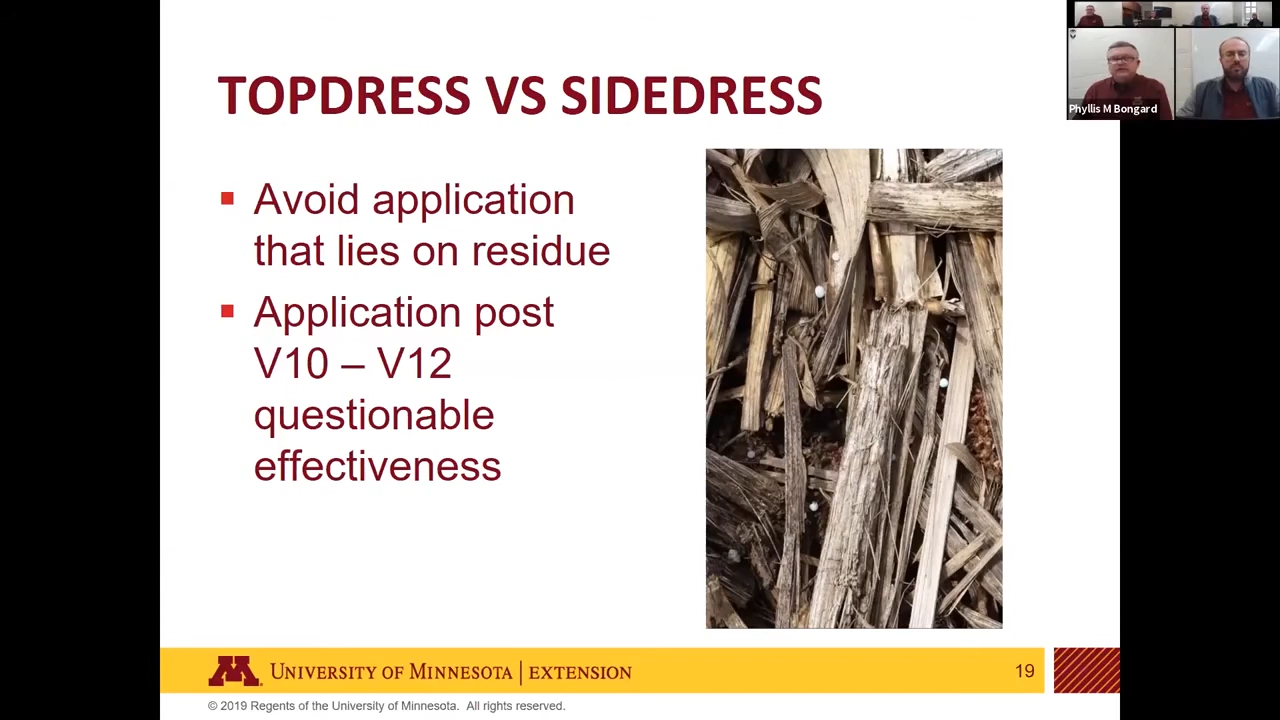 TOPDRESS VS SIDEDRESS
Avoid application
that lies on residue
Application post
V10 – V12
questionable
effectiveness
Phyllis M Bongard
M UNIVERSITY OF MINNESOTA | EXTENSION
19
© 2019 Regents of the University of Minnesota. All rights reserved.